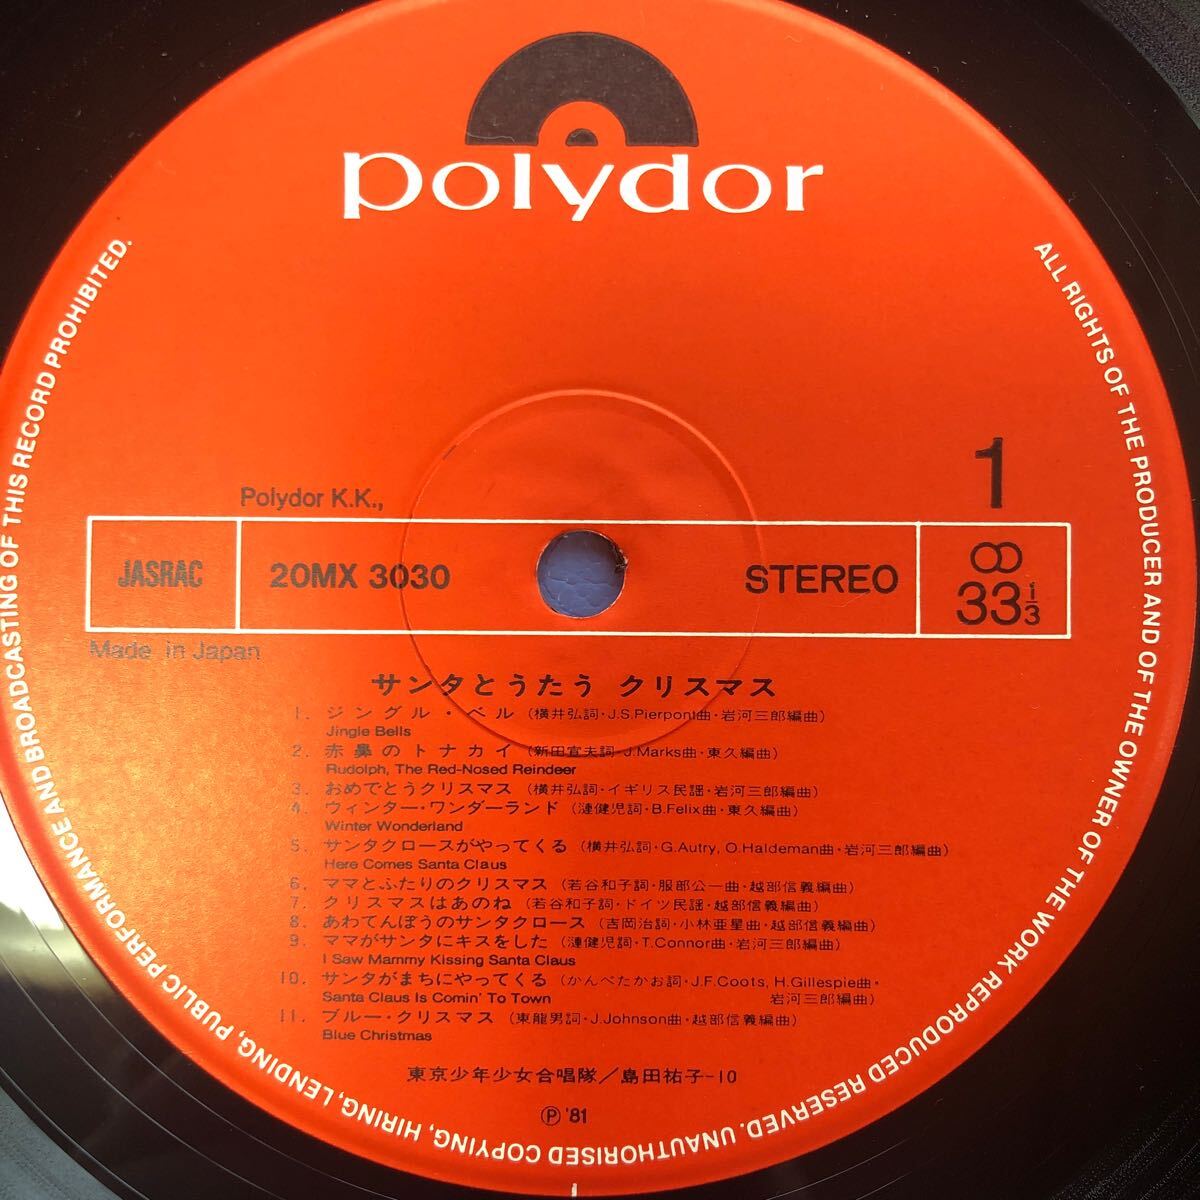 polydor
ALL RIGHTS OF THE PRODUCER AND OF THE OWNER OF THE WORK REPRODUCED RESERVED. UNAUTHORISED COPYING, HIRING, LENDING, PUBLIC PERFORMANCE AND BROADCASTING OF THIS RECORD PROHIBITED.
1
Polydor K.K.,
JASRAC
20MX 3030
STEREO
33 1/3
Made in Japan
サンタとうたう クリスマス
1. ジングル・ベル (横井弘詞・J.S.Pierpont曲・岩河三郎編曲)
Jingle Bells
2. 赤鼻のトナカイ (新田宣夫詞・J.Marks曲・東久編曲)
Rudolph, The Red-Nosed Reindeer
3. おめでとうクリスマス (横井弘詞・イギリス民謡・岩河三郎編曲)
4. ウィンター・ワンダーランド (漣健児詞・B.Felix曲・東久編曲)
Winter Wonderland
5. サンタクロースがやってくる (横井弘詞・G.Autry, O.Haldeman曲・岩河三郎編曲)
Here Comes Santa Claus
6. ママとふたりのクリスマス (若谷和子詞・服部公一曲・越部信義編曲)
7. クリスマスはあのね (若谷和子詞・ドイツ民謡・越部信義編曲)
8. あわてんぼうのサンタクロース (吉岡治詞・小林亜星曲・越部信義編曲)
9. ママがサンタにキスをした (漣健児詞・T.Connor曲・岩河三郎編曲)
I Saw Mammy Kissing Santa Claus
10. サンタがまちにやってくる (かんべたかお詞・J.F.Coots, H.Gillespie曲・
Santa Claus Is Comin' To Town 岩河三郎編曲)
11. ブルー・クリスマス (東龍男詞・J.Johnson曲・越部信義編曲)
Blue Christmas
東京少年少女合唱隊／島田祐子-10
Ⓟ '81